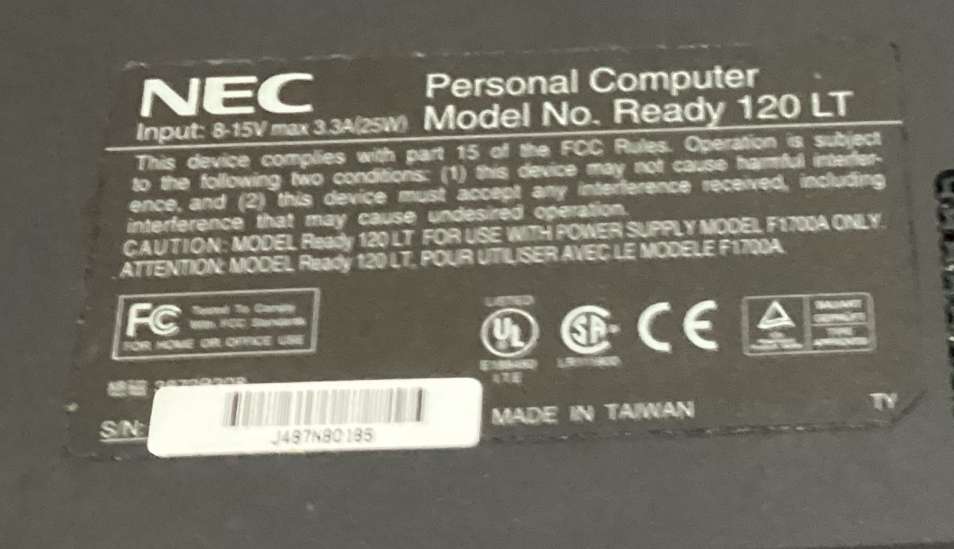 NEC
Personal Computer
Input: 8-15V max 3.3A(25W) Model No. Ready 120 LT
This device complies with part 15 of the FCC Rules. Operation is subject
to the following two conditions: (1) this device may not cause harmful interfer-
ence, and (2) this device must accept any interference received, including
interference that may cause undesired operation.
CAUTION: MODEL Ready 120 LT FOR USE WITH POWER SUPPLY MODEL F1700A ONLY.
ATTENTION: MODEL Ready 120 LT, POUR UTILISER AVEC LE MODELE F1700A.
FC Tested To Comply
With FCC Standards
FOR HOME OR OFFICE USE
LISTED
UL
SA
CE
TYPE
APPROVED
I.T.E
S/N:
J487N80185
MADE IN TAIWAN
TY